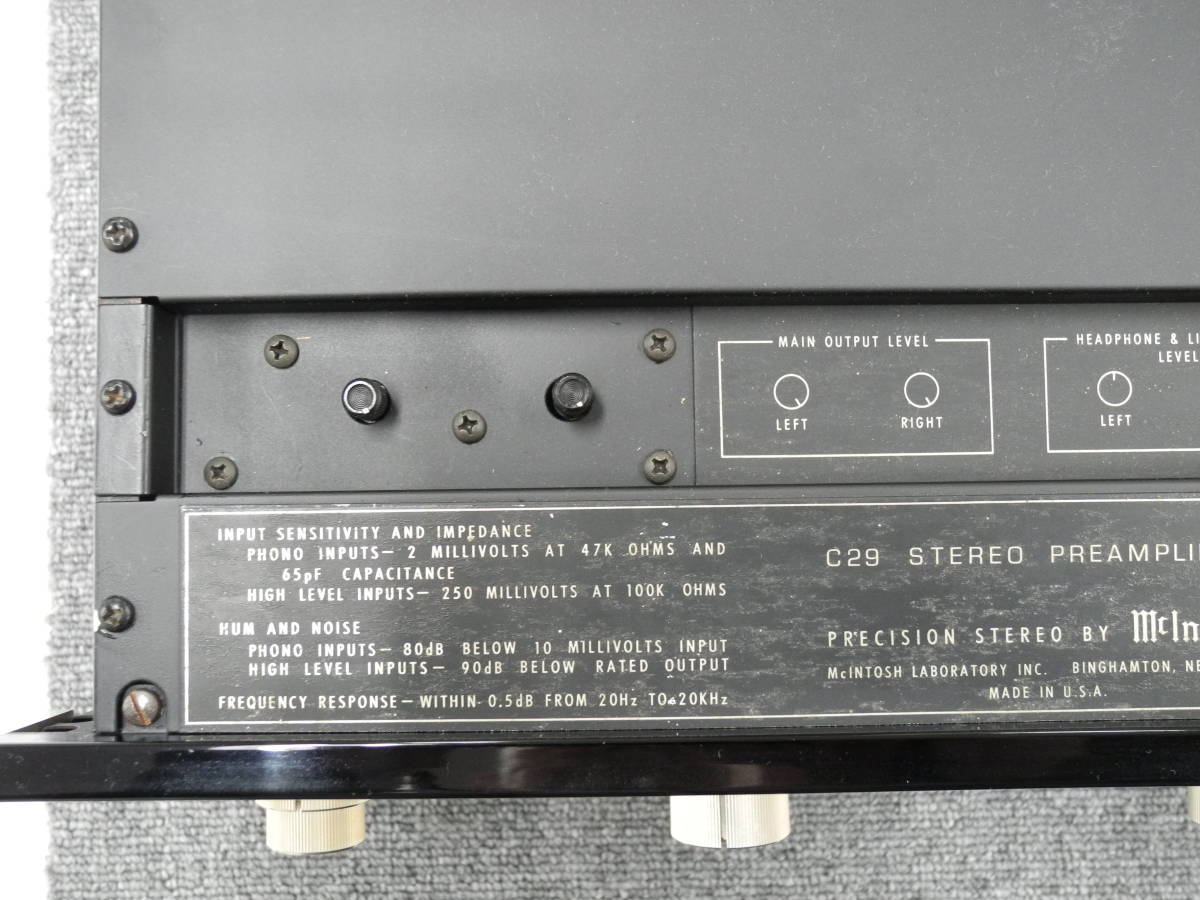 MAIN OUTPUT LEVEL
LEFT
RIGHT
HEADPHONE &
LEVEL
LEFT
INPUT SENSITIVITY AND IMPEDANCE
PHONO INPUTS— 2 MILLIVOLTS AT 47K OHMS AND
65pF CAPACITANCE
HIGH LEVEL INPUTS— 250 MILLIVOLTS AT 100K OHMS
HUM AND NOISE
PHONO INPUTS— 80dB BELOW 10 MILLIVOLTS INPUT
HIGH LEVEL INPUTS— 90dB BELOW RATED OUTPUT
FREQUENCY RESPONSE—WITHIN 0.5dB FROM 20Hz TO 20KHz
C29 STEREO
PRECISION STEREO BY
McINTOSH LABORATORY INC. BINGHAMTON,
MADE IN U.S.A.